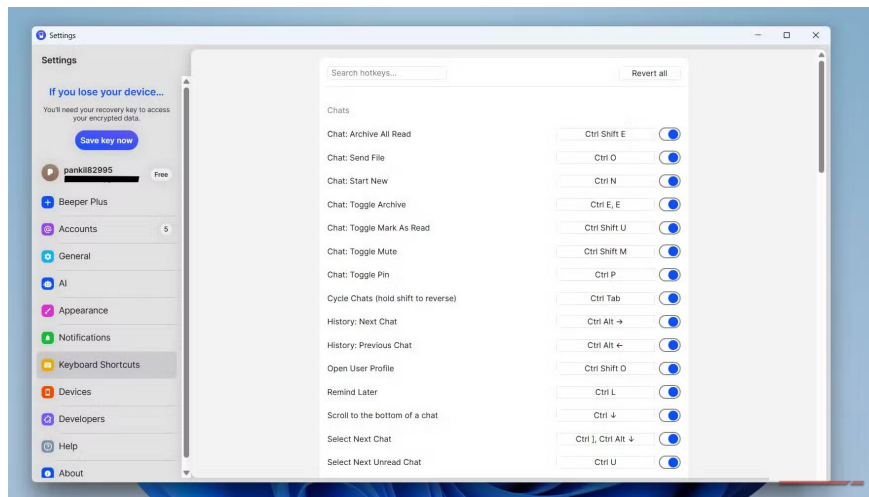 Settings
Settings
If you lose your device...
You'll need your recovery key to access
your encrypted data.
Save key now
pankil82995
Free
Beeper Plus
Accounts 5
General
AI
Appearance
Notifications
Keyboard Shortcuts
Devices
Developers
Help
About
Search hotkeys... Revert all
Chats
Chat: Archive All Read Ctrl Shift E
Chat: Send File Ctrl O
Chat: Start New Ctrl N
Chat: Toggle Archive Ctrl E, E
Chat: Toggle Mark As Read Ctrl Shift U
Chat: Toggle Mute Ctrl Shift M
Chat: Toggle Pin Ctrl P
Cycle Chats (hold shift to reverse) Ctrl Tab
History: Next Chat Ctrl Alt →
History: Previous Chat Ctrl Alt ←
Open User Profile Ctrl Shift O
Remind Later Ctrl L
Scroll to the bottom of a chat Ctrl ↓
Select Next Chat Ctrl ], Ctrl Alt ↓
Select Next Unread Chat Ctrl U